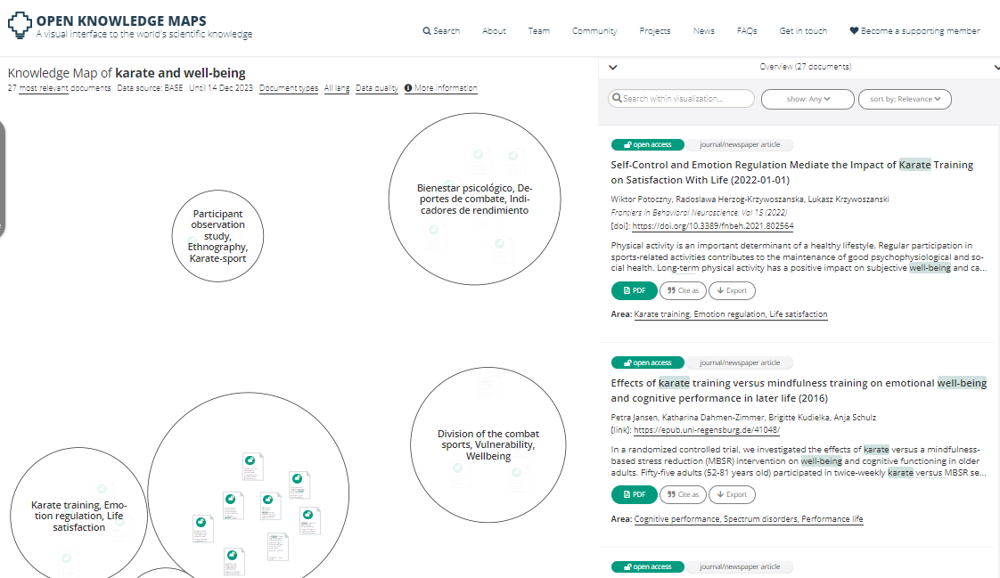 OPEN KNOWLEDGE MAPS
A visual interface to the world's scientific knowledge
Search About Team Community Projects News FAQs Get in touch Become a supporting member
Knowledge Map of karate and well-being
27 most relevant documents Data source: BASE Until 14 Dec 2023 Document types All lang Data quality More information
Participant
observation
study,
Ethnography,
Karate-sport
Bienestar psicológico, De-
portes de combate, Indi-
cadores de rendimiento
Division of the combat
sports, Vulnerability,
Wellbeing
Karate training, Emo-
tion regulation, Life
satisfaction
Overview (27 documents)
Search within visualization...
show: Any
sort by: Relevance
open access journal/newspaper article
Self-Control and Emotion Regulation Mediate the Impact of Karate Training
on Satisfaction With Life (2022-01-01)
Wiktor Potoczny, Radoslawa Herzog-Krzywoszanska, Lukasz Krzywoszanski
Frontiers in Behavioral Neuroscience, Vol 15 (2022)
[doi]: https://doi.org/10.3389/fnbeh.2021.802564
Physical activity is an important determinant of a healthy lifestyle. Regular participation in
sports-related activities contributes to the maintenance of good psychophysiological and so-
cial health. Long-term physical activity has a positive impact on subjective well-being and ca...
PDF Cite as Export
Area: Karate training, Emotion regulation, Life satisfaction
open access journal/newspaper article
Effects of karate training versus mindfulness training on emotional well-being
and cognitive performance in later life (2016)
Petra Jansen, Katharina Dahmen-Zimmer, Brigitte Kudielka, Anja Schulz
[link]: https://epub.uni-regensburg.de/41048/
In a randomized controlled trial, we investigated the effects of karate versus a mindfulness-
based stress reduction (MBSR) intervention on well-being and cognitive functioning in older
adults. Fifty-five adults (52-81 years old) participated in twice-weekly karate versus MBSR se...
PDF Cite as Export
Area: Cognitive performance, Spectrum disorders, Performance life
open access journal/newspaper article